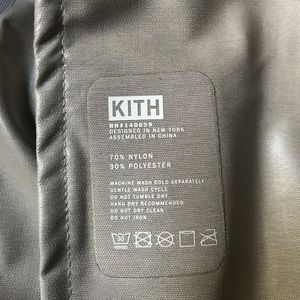 KITH
RN#140659
DESIGNED IN NEW YORK
ASSEMBLED IN CHINA
70% NYLON
30% POLYESTER
MACHINE WASH COLD SEPARATELY
GENTLE WASH CYCLE
DO NOT TUMBLE DRY
HANG DRY RECOMMENDED
DO NOT DRY CLEAN
DO NOT IRON
30